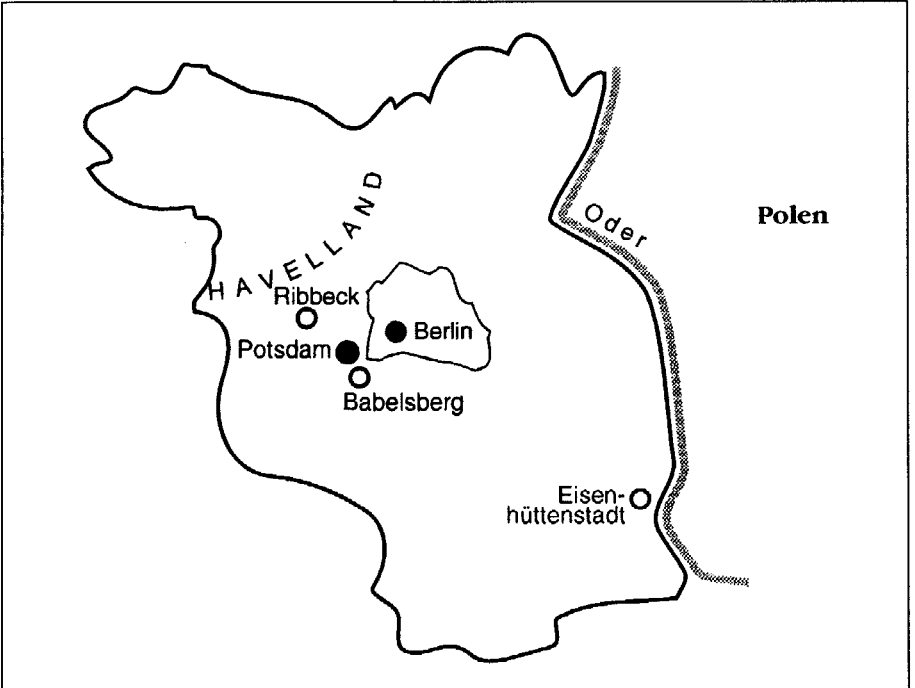 HAVELLAND
Oder
Polen
Ribbeck
Berlin
Potsdam
Babelsberg
Eisen-
hüttenstadt